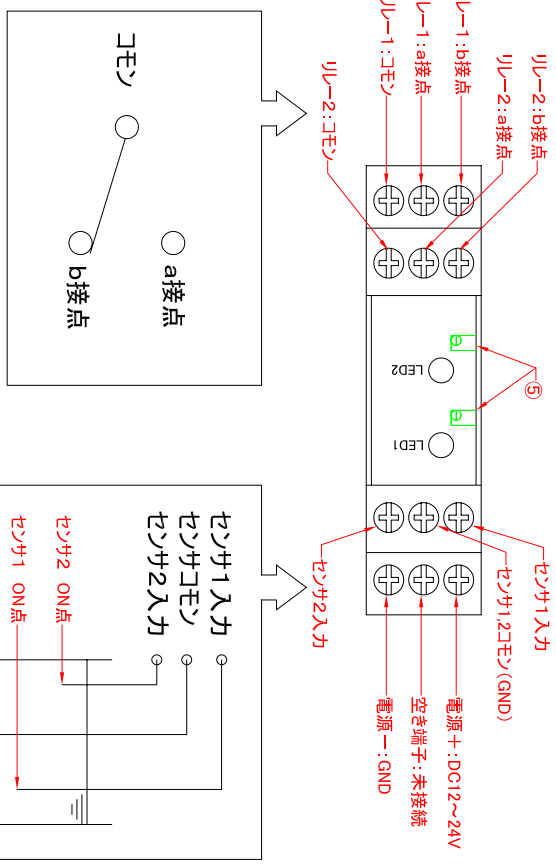 リレー2:b接点
リレー2:a接点
レー1:b接点
レー1:a接点
リレー1:コモン
リレー2:コモン
⑤
LED2
LED1
センサ1入力
センサ1,2コモン(GND)
センサ2入力
電源+:DC12～24V
空き端子:未接続
電源－:GND
コモン
a接点
b接点
センサ1入力
センサコモン
センサ2入力
センサ2 ON点
センサ1 ON点